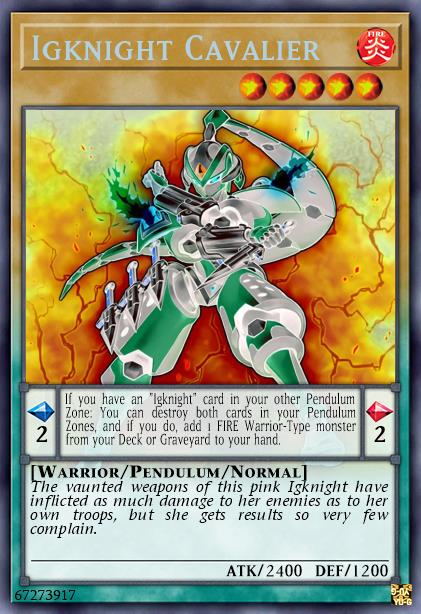 Igknight Cavalier
FIRE
炎
If you have an "Igknight" card in your other Pendulum
Zone: You can destroy both cards in your Pendulum
Zones, and if you do, add 1 FIRE Warrior-Type monster
from your Deck or Graveyard to your hand.
2
2
[Warrior/Pendulum/Normal]
The vaunted weapons of this pink Igknight have
inflicted as much damage to her enemies as to her
own troops, but she gets results so very few
complain.
ATK/2400 DEF/1200
67273917